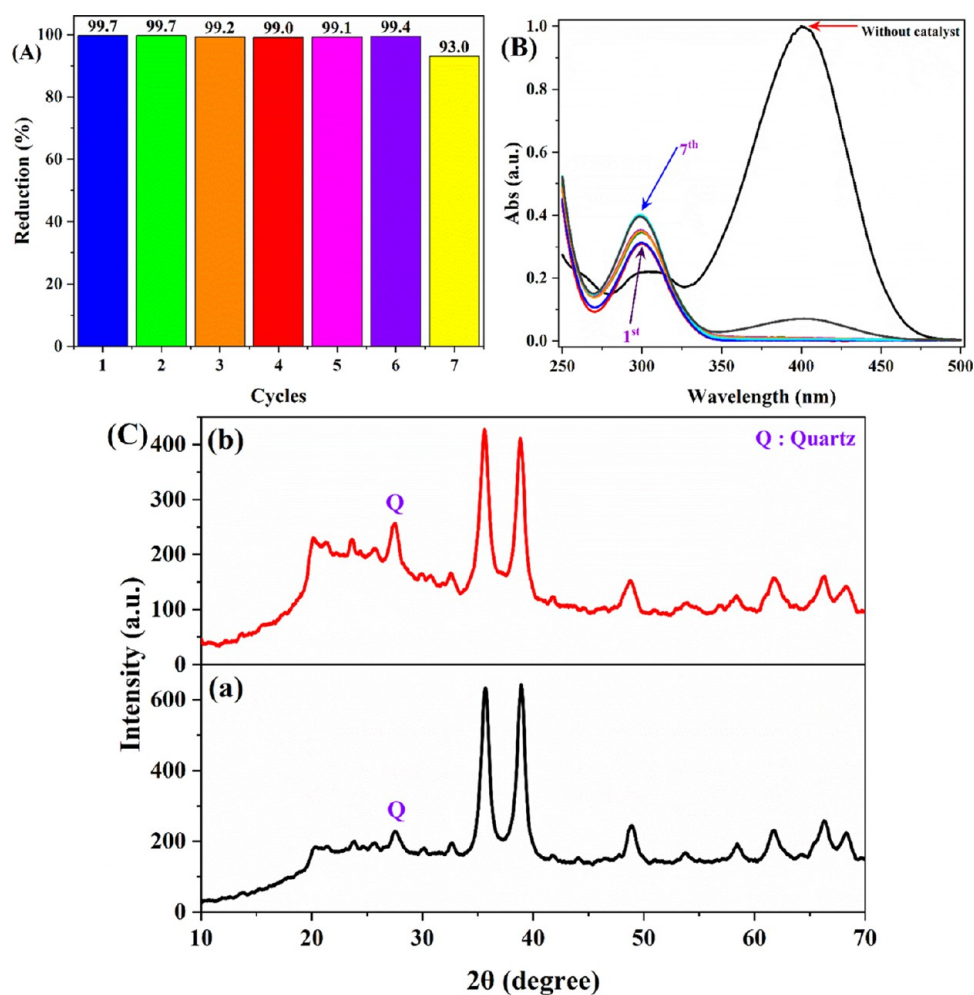 (A)
99.7 99.7 99.2 99.0 99.1 99.4 93.0
100
80
60
40
20
0
Reduction (%)
1 2 3 4 5 6 7
Cycles
(B)
Without catalyst
7th
1st
1.0
0.8
0.6
0.4
0.2
0.0
Abs (a.u.)
250 300 350 400 450 500
Wavelength (nm)
(C)
(b)
Q : Quartz
Q
400
300
200
100
0
(a)
Q
600
400
200
0
Intensity (a.u.)
10 20 30 40 50 60 70
2θ (degree)